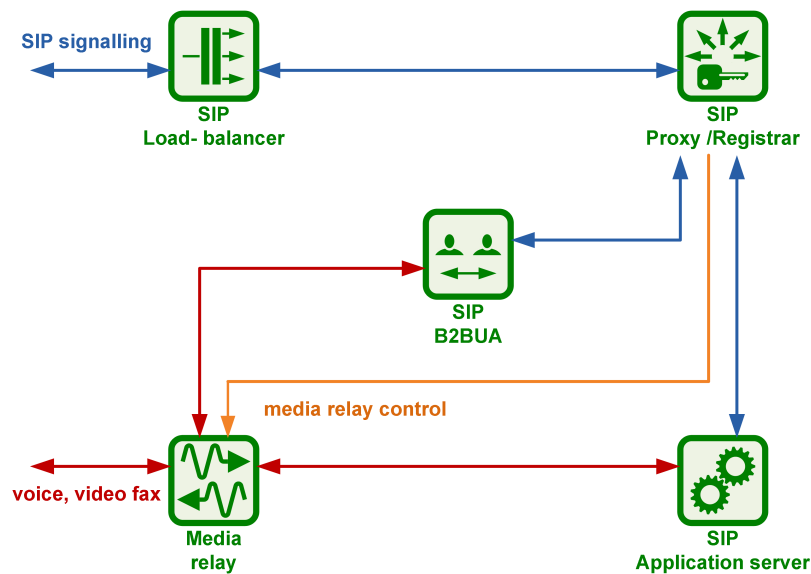 SIP signalling
SIP
Load- balancer
SIP
Proxy /Registrar
SIP
B2BUA
media relay control
voice, video fax
Media
relay
SIP
Application server